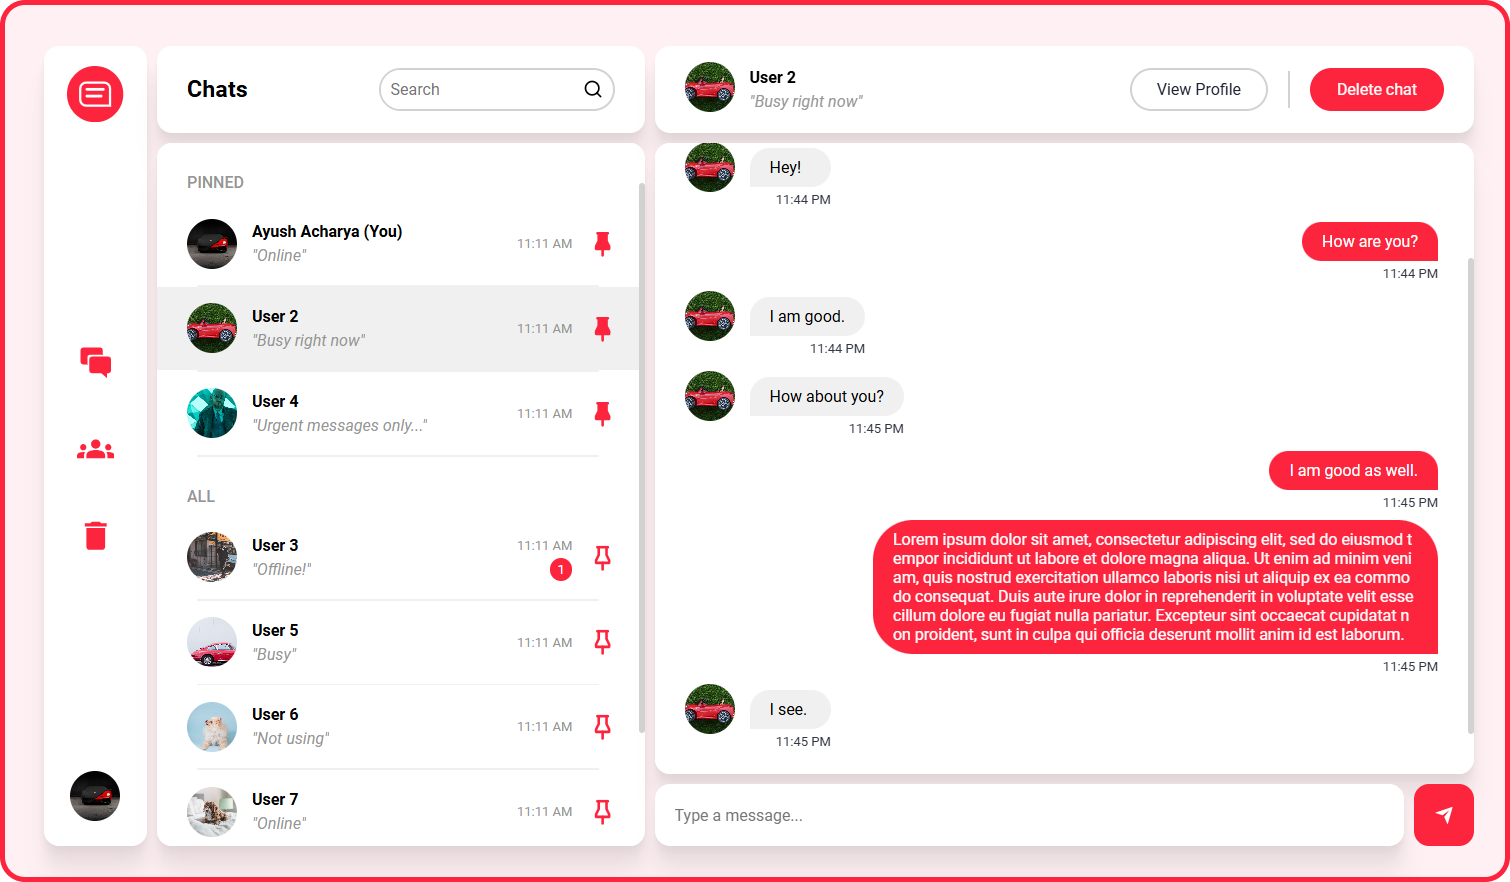 Chats
Search
PINNED
Ayush Acharya (You)
"Online"
11:11 AM
User 2
"Busy right now"
11:11 AM
User 4
"Urgent messages only..."
11:11 AM
ALL
User 3
"Offline!"
11:11 AM
1
User 5
"Busy"
11:11 AM
User 6
"Not using"
11:11 AM
User 7
"Online"
11:11 AM
User 2
"Busy right now"
View Profile
Delete chat
Hey!
11:44 PM
How are you?
11:44 PM
I am good.
11:44 PM
How about you?
11:45 PM
I am good as well.
11:45 PM
Lorem ipsum dolor sit amet, consectetur adipiscing elit, sed do eiusmod t
empor incididunt ut labore et dolore magna aliqua. Ut enim ad minim veni
am, quis nostrud exercitation ullamco laboris nisi ut aliquip ex ea commo
do consequat. Duis aute irure dolor in reprehenderit in voluptate velit esse
cillum dolore eu fugiat nulla pariatur. Excepteur sint occaecat cupidatat n
on proident, sunt in culpa qui officia deserunt mollit anim id est laborum.
11:45 PM
I see.
11:45 PM
Type a message...